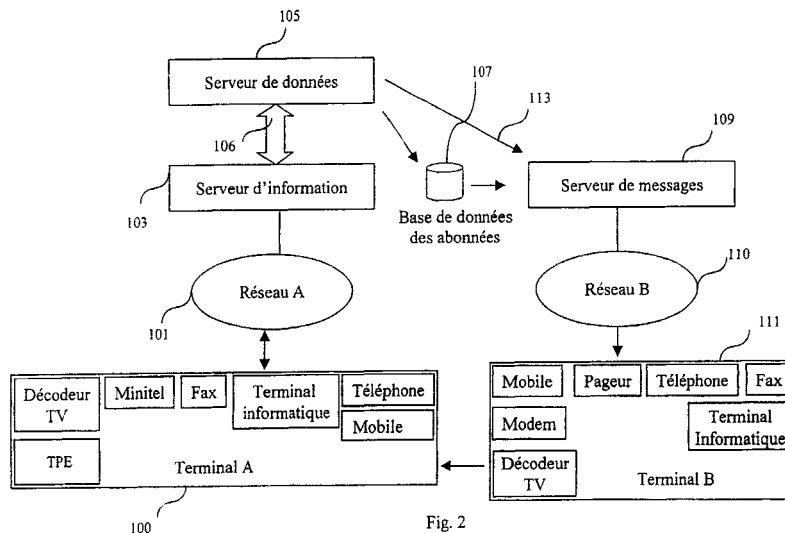 105
Serveur de données
107
113
106
109
Serveur d'information
Serveur de messages
103
Base de données
des abonnées
Réseau A
101
Réseau B
110
111
Décodeur
TV
Minitel
Fax
Terminal
informatique
Téléphone
Mobile
TPE
Terminal A
100
Mobile
Pageur
Téléphone
Fax
Modem
Terminal
Informatique
Décodeur
TV
Terminal B
Fig. 2